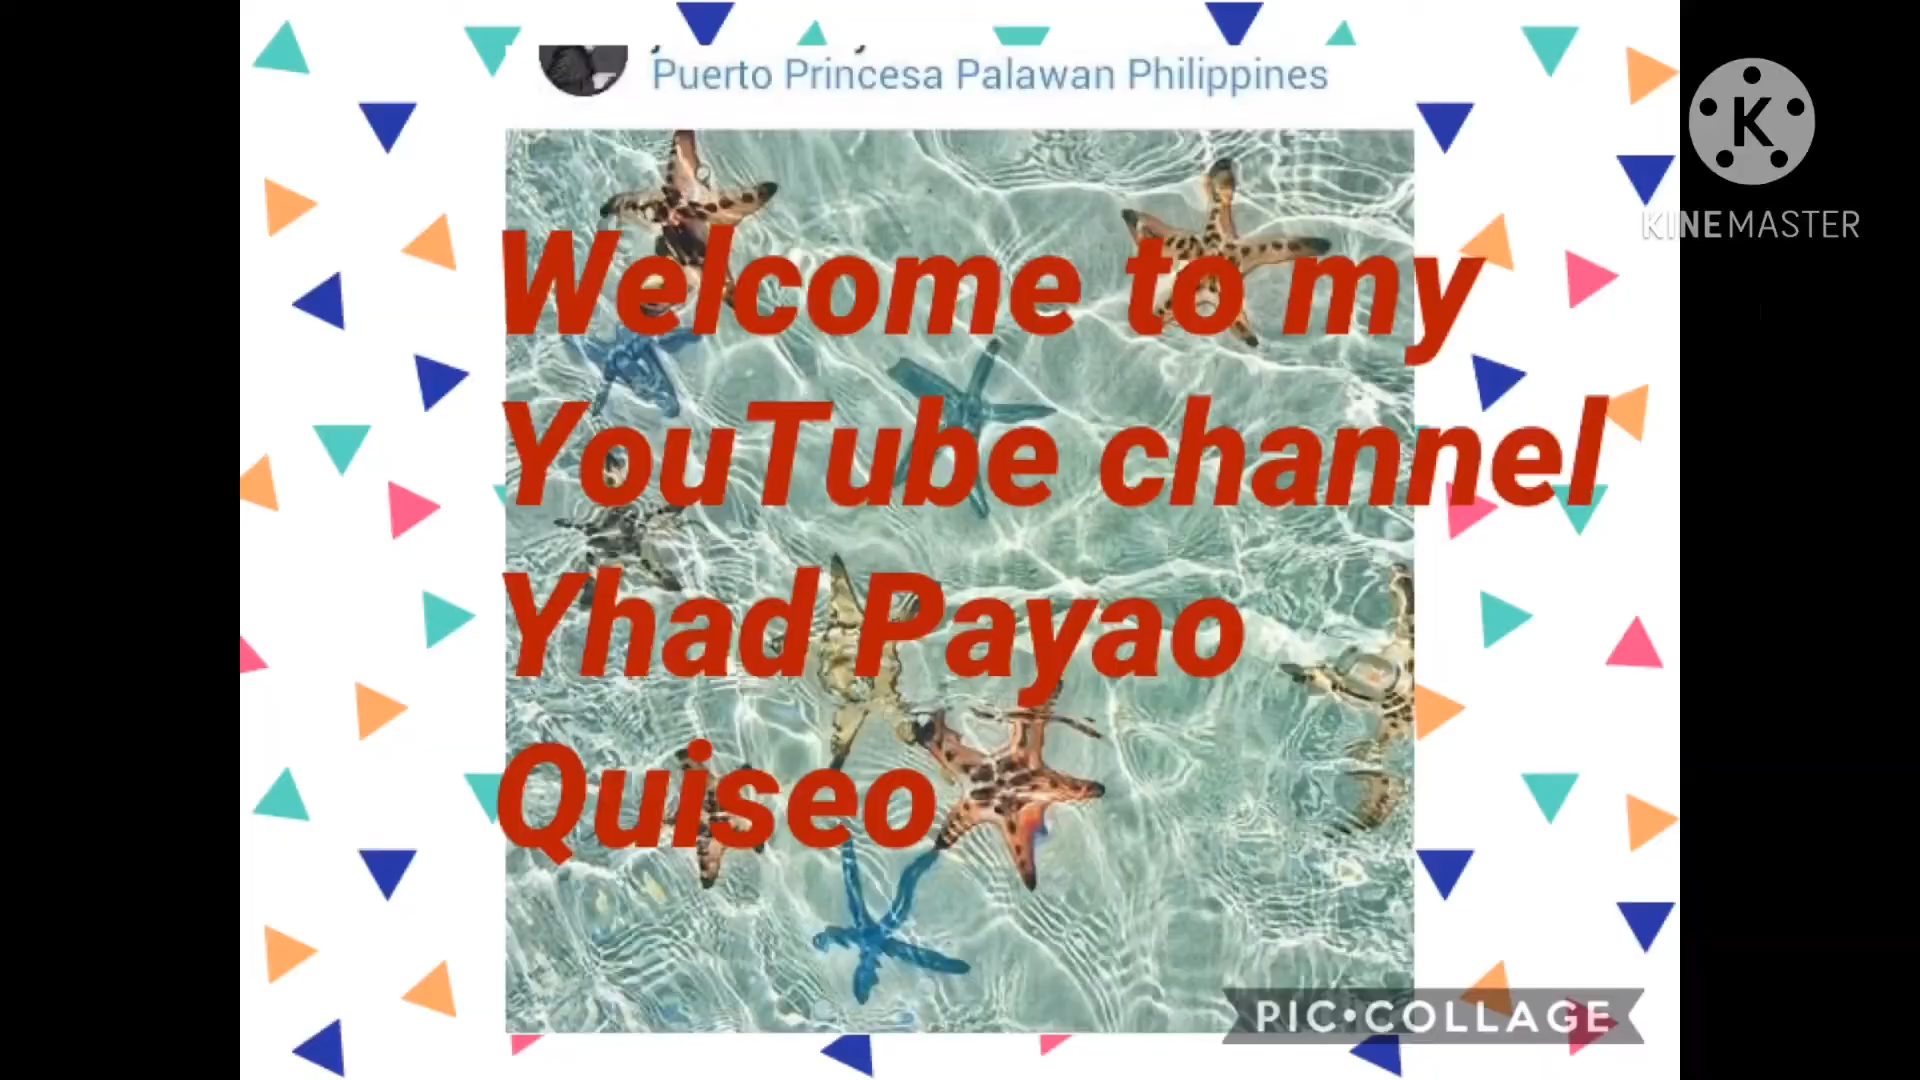 Puerto Princesa Palawan Philippines
K
KINEMASTER
Welcome to my
YouTube channel
Yhad Payao
Quiseo
PIC•COLLAGE